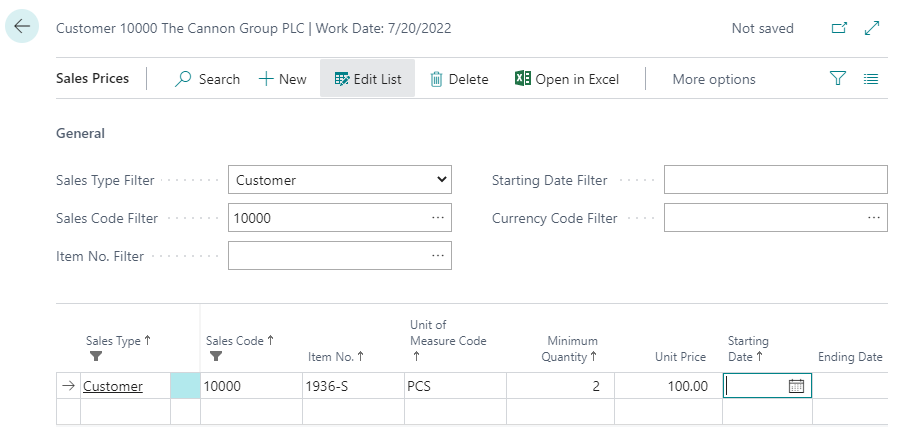 Customer 10000 The Cannon Group PLC | Work Date: 7/20/2022
Not saved
Sales Prices
Search
New
Edit List
Delete
Open in Excel
More options
General
Sales Type Filter
Customer
Starting Date Filter
Sales Code Filter
10000
Currency Code Filter
Item No. Filter
Sales Type ↑
Sales Code ↑
Item No. ↑
Unit of
Measure Code
↑
Minimum
Quantity ↑
Unit Price
Starting
Date ↑
Ending Date
Customer
10000
1936-S
PCS
2
100.00